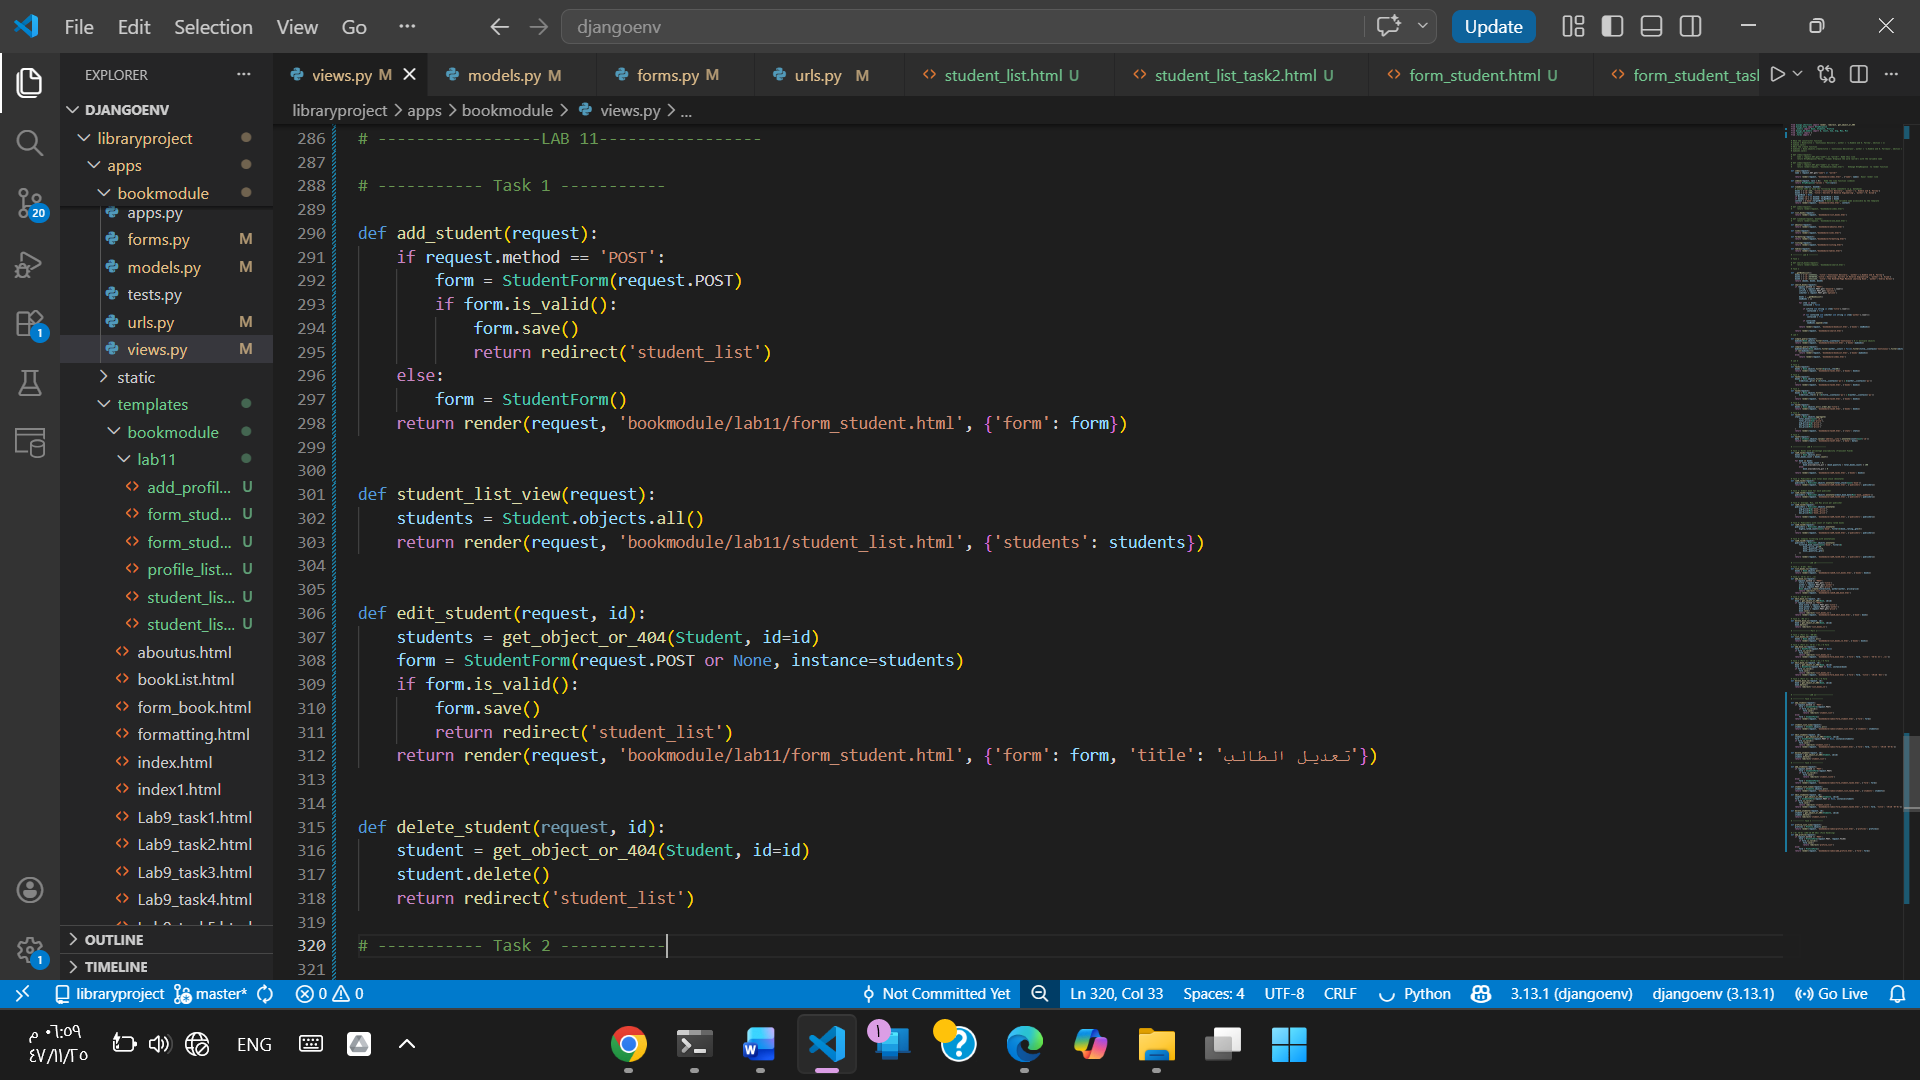 File Edit Selection View Go ··· djangoenv Update
EXPLORER ···
views.py M models.py M forms.py M urls.py M student_list.html U student_list_task2.html U form_student.html U form_student_tas
libraryproject > apps > bookmodule > views.py > ...
DJANGOENV
libraryproject
apps
bookmodule
apps.py
forms.py M
models.py M
tests.py
urls.py M
views.py M
static
templates
bookmodule
lab11
add_profil... U
form_stud... U
form_stud... U
profile_list... U
student_lis... U
student_lis... U
aboutus.html
bookList.html
form_book.html
formatting.html
index.html
index1.html
Lab9_task1.html
Lab9_task2.html
Lab9_task3.html
Lab9_task4.html
OUTLINE
TIMELINE
20
1
1
286 # -----------------LAB 11-----------------
287
288 # ----------- Task 1 -----------
289
290 def add_student(request):
291     if request.method == 'POST':
292         form = StudentForm(request.POST)
293         if form.is_valid():
294             form.save()
295             return redirect('student_list')
296     else:
297         form = StudentForm()
298     return render(request, 'bookmodule/lab11/form_student.html', {'form': form})
299
300
301 def student_list_view(request):
302     students = Student.objects.all()
303     return render(request, 'bookmodule/lab11/student_list.html', {'students': students})
304
305
306 def edit_student(request, id):
307     students = get_object_or_404(Student, id=id)
308     form = StudentForm(request.POST or None, instance=students)
309     if form.is_valid():
310         form.save()
311         return redirect('student_list')
312     return render(request, 'bookmodule/lab11/form_student.html', {'form': form, 'title': 'تعديل الطالب'})
313
314
315 def delete_student(request, id):
316     student = get_object_or_404(Student, id=id)
317     student.delete()
318     return redirect('student_list')
319
320 # ----------- Task 2 -----------
321
libraryproject master* 0 0 Not Committed Yet Ln 320, Col 33 Spaces: 4 UTF-8 CRLF Python 3.13.1 (djangoenv) djangoenv (3.13.1) Go Live
٠٦:٥٩ م
٤٧/١١/٢٥
ENG
١